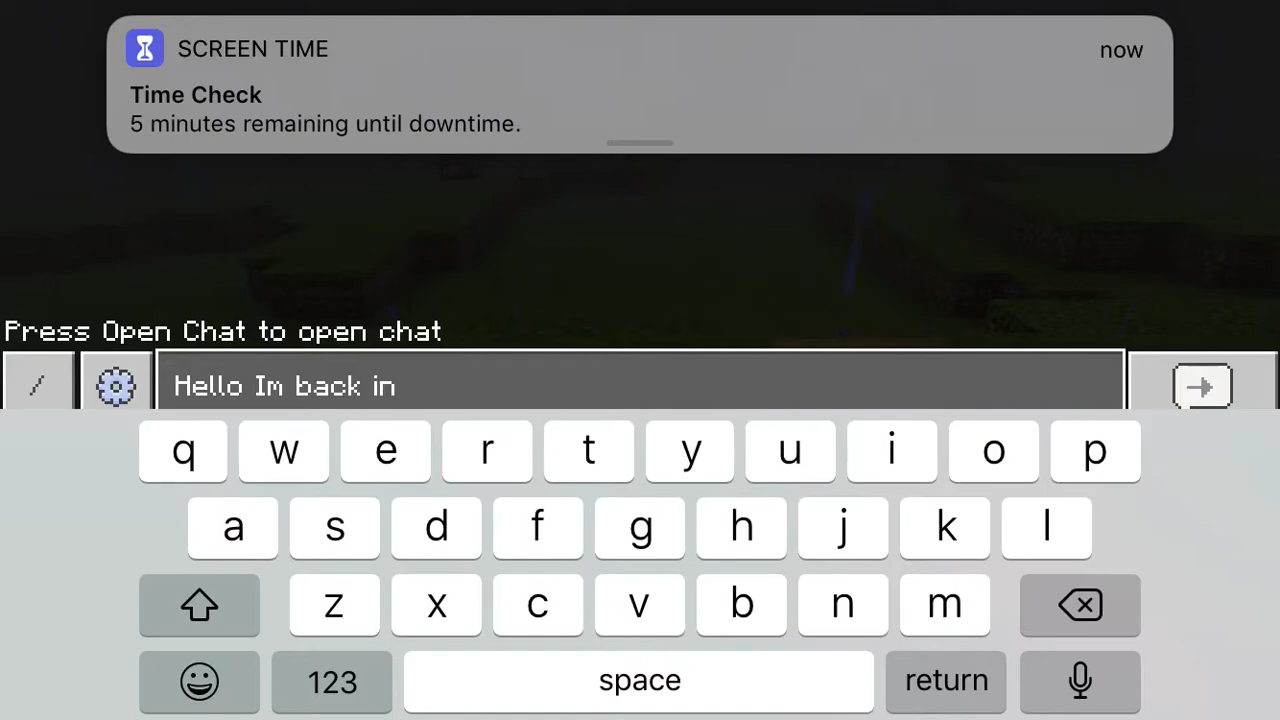 SCREEN TIME
now
Time Check
5 minutes remaining until downtime.
Press Open Chat to open chat
/
Hello Im back in
q w e r t y u i o p
a s d f g h j k l
z x c v b n m
123 space return